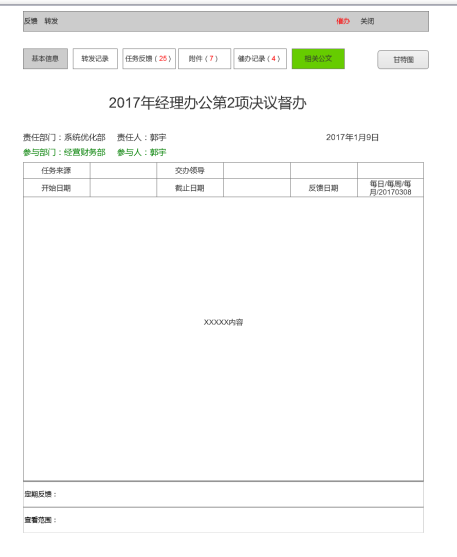 反馈 转发 催办 关闭
基本信息 转发记录 任务反馈（25） 附件（7） 催办记录（4） 相关公文 甘特图
2017年经理办公第2项决议督办
责任部门：系统优化部 责任人：郭宇 2017年1月9日
参与部门：经营财务部 参与人：郭宇
任务来源 交办领导
开始日期 截止日期 反馈日期 每日/每周/每
月/20170308
XXXXX内容
定期反馈：
查看范围：